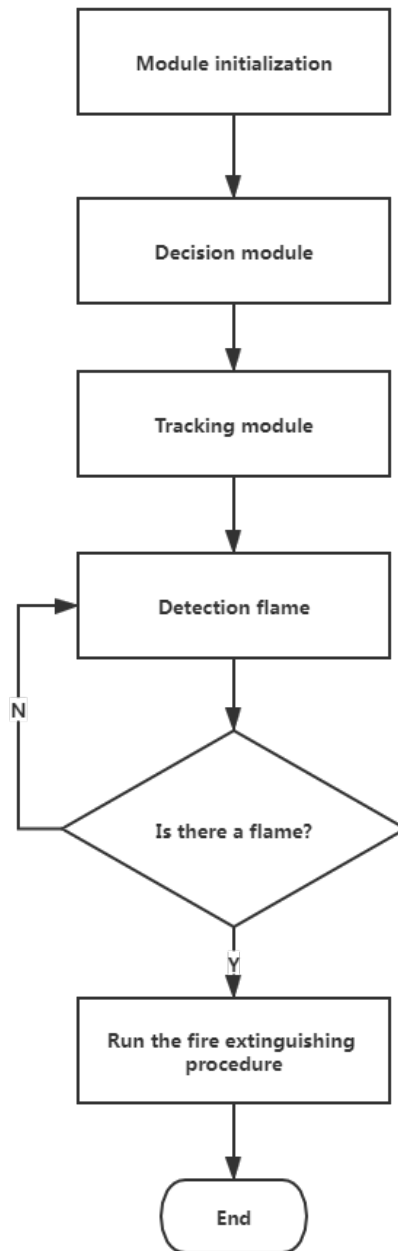 Module initialization
Decision module
Tracking module
Detection flame
N
Is there a flame?
Y
Run the fire extinguishing
procedure
End